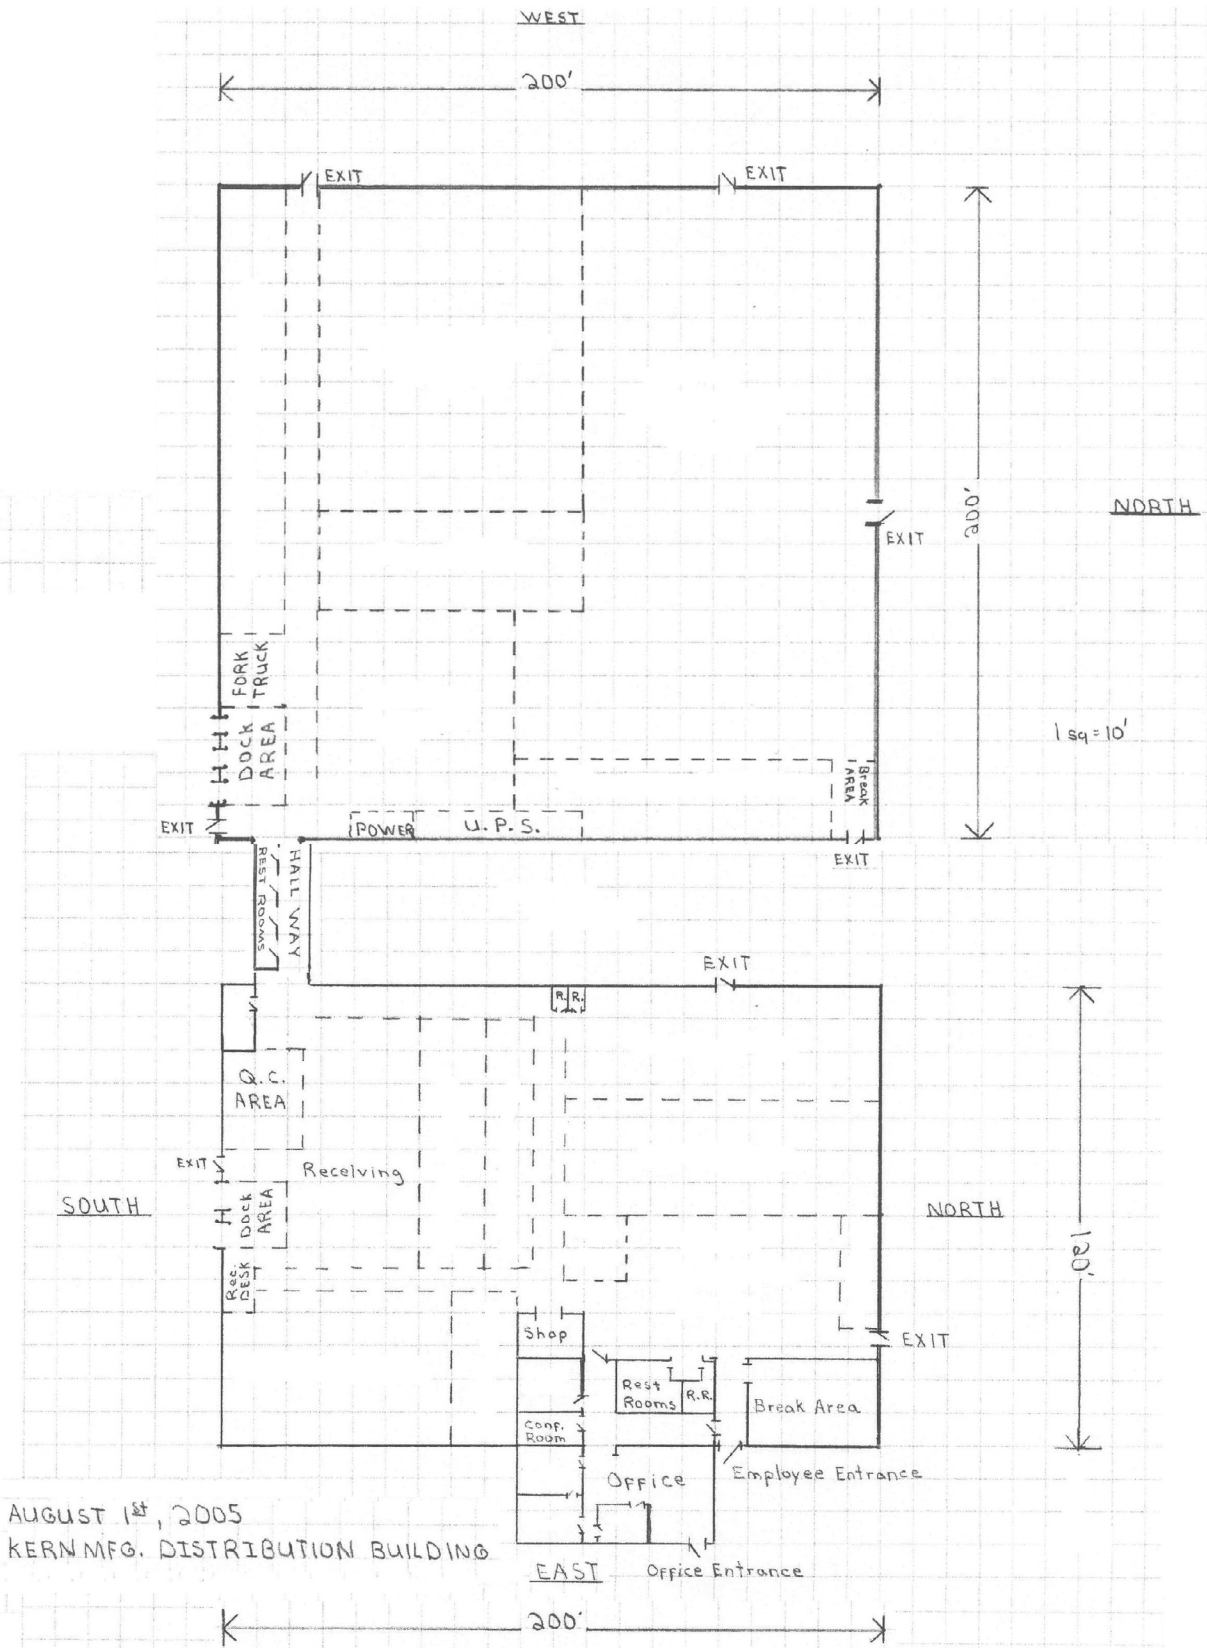 WEST
200'
EXIT
EXIT
200'
NORTH
EXIT
FORK
TRUCK
DOCK
AREA
1 sq = 10'
Break
AREA
EXIT
POWER
U.P.S.
EXIT
REST ROOMS
HALL WAY
EXIT
R. R.
Q.C.
AREA
EXIT
Receiving
SOUTH
DOCK
AREA
NORTH
120'
Rec.
DESK
Shop
EXIT
Rest
Rooms
R.R.
Break Area
Conf.
Room
Office
Employee Entrance
AUGUST 1st, 2005
KERN MFG. DISTRIBUTION BUILDING
EAST
Office Entrance
200'